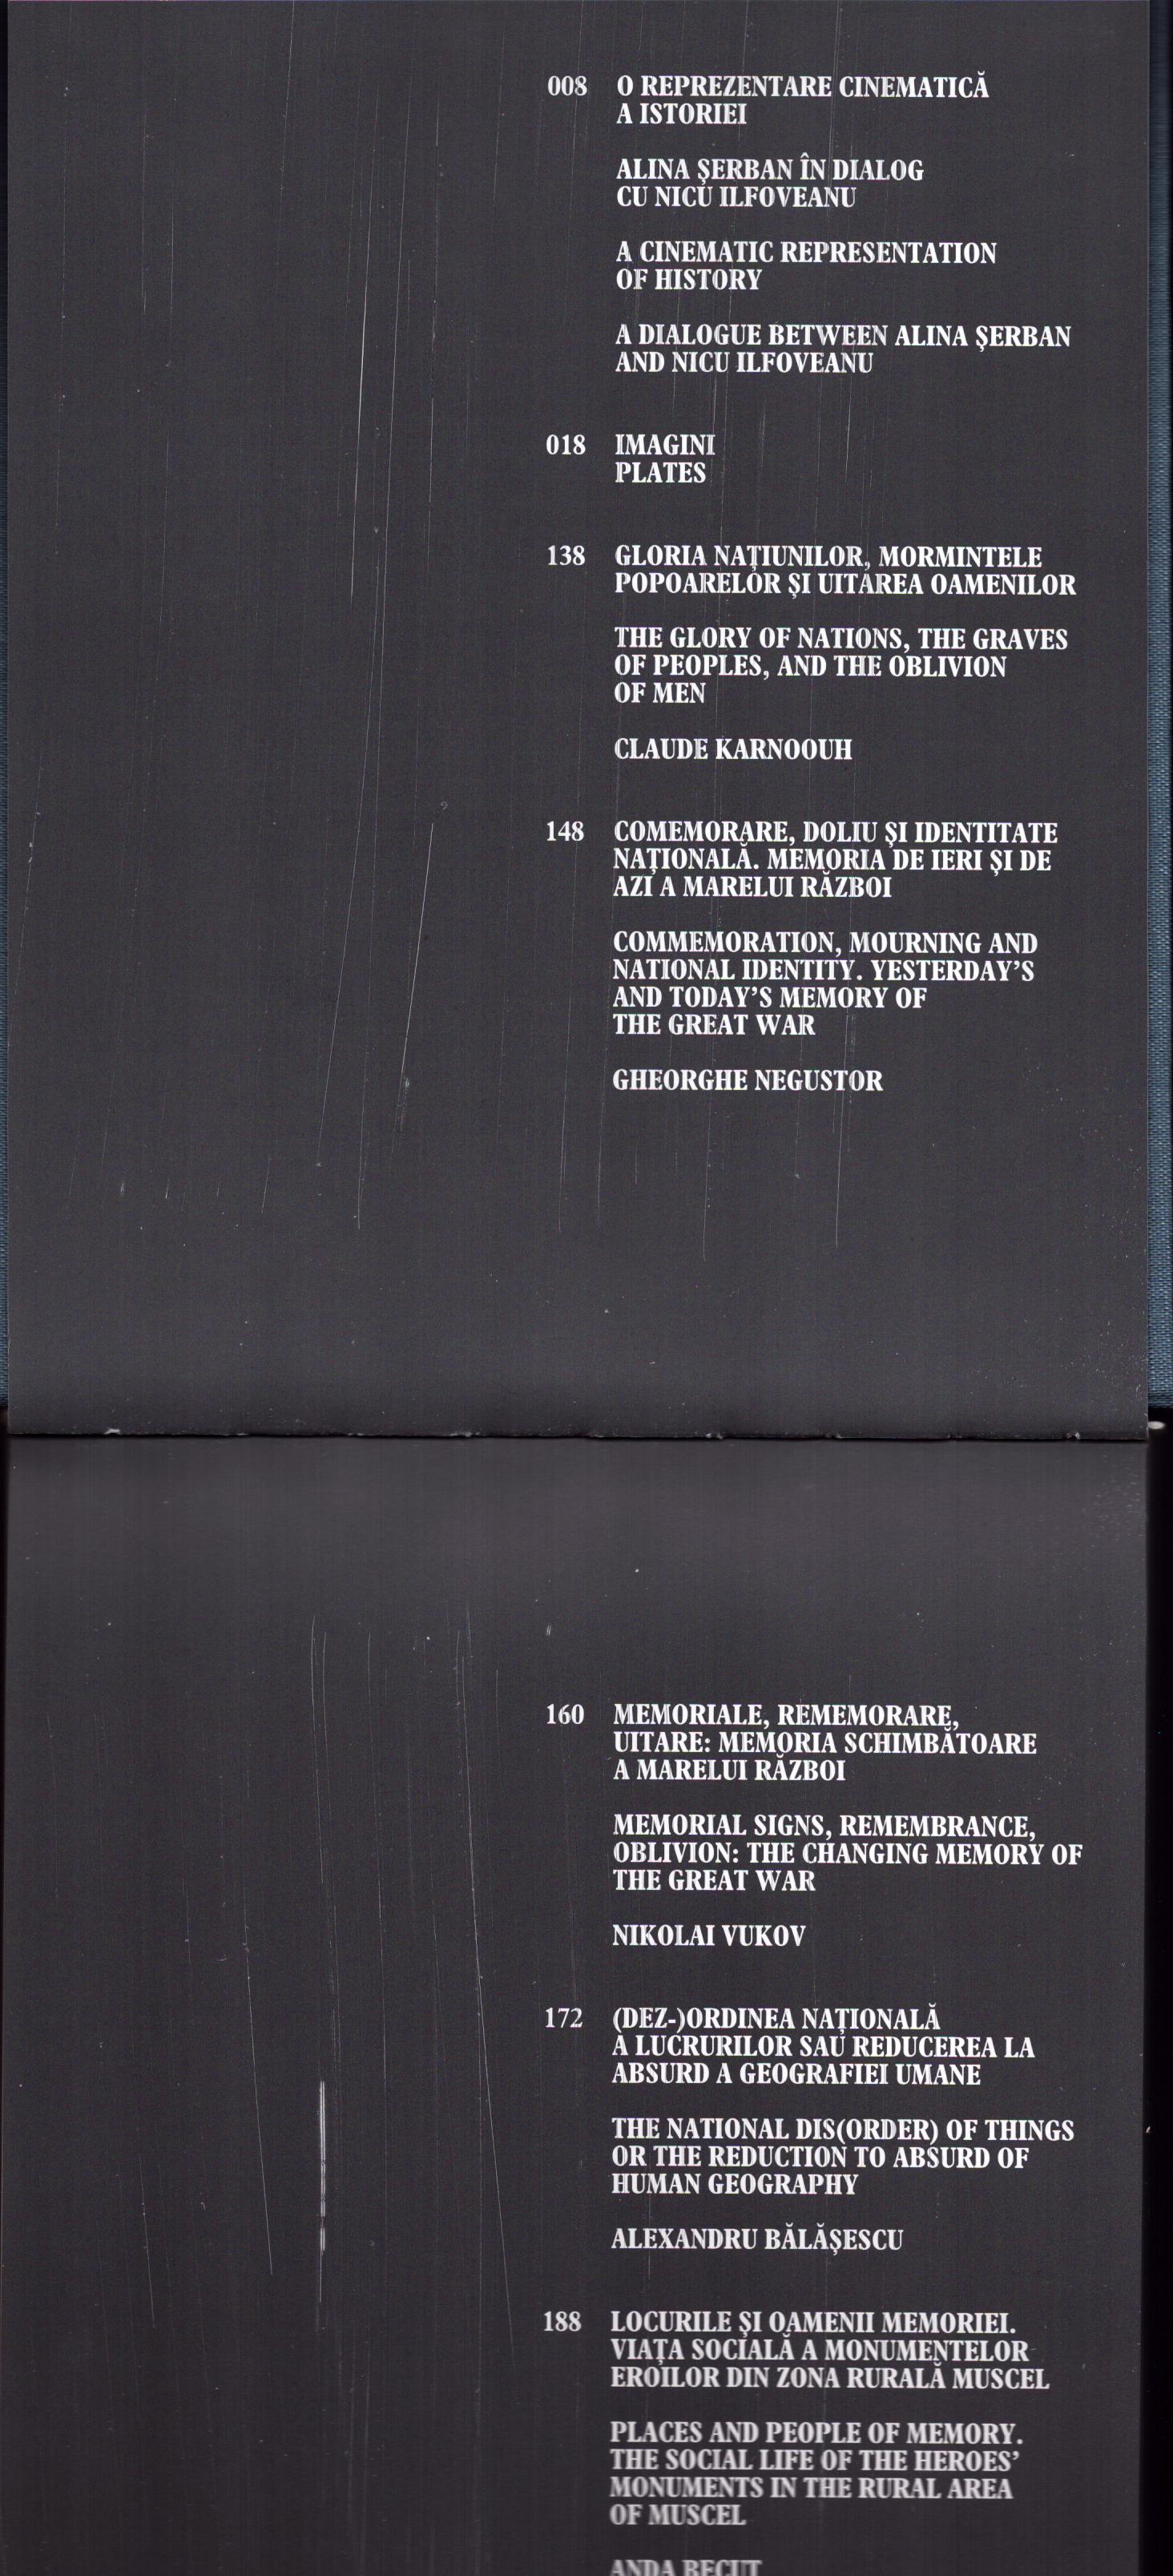 008 O REPREZENTARE CINEMATICĂ
A ISTORIEI
ALINA ŞERBAN ÎN DIALOG
CU NICU ILFOVEANU
A CINEMATIC REPRESENTATION
OF HISTORY
A DIALOGUE BETWEEN ALINA ŞERBAN
AND NICU ILFOVEANU
018 IMAGINI
PLATES
138 GLORIA NAŢIUNILOR, MORMINTELE
POPOARELOR ŞI UITAREA OAMENILOR
THE GLORY OF NATIONS, THE GRAVES
OF PEOPLES, AND THE OBLIVION
OF MEN
CLAUDE KARNOOUH
148 COMEMORARE, DOLIU ŞI IDENTITATE
NAŢIONALĂ. MEMORIA DE IERI ŞI DE
AZI A MARELUI RĂZBOI
COMMEMORATION, MOURNING AND
NATIONAL IDENTITY. YESTERDAY’S
AND TODAY’S MEMORY OF
THE GREAT WAR
GHEORGHE NEGUSTOR
160 MEMORIALE, REMEMORARE,
UITARE: MEMORIA SCHIMBĂTOARE
A MARELUI RĂZBOI
MEMORIAL SIGNS, REMEMBRANCE,
OBLIVION: THE CHANGING MEMORY OF
THE GREAT WAR
NIKOLAI VUKOV
172 (DEZ-)ORDINEA NAŢIONALĂ
A LUCRURILOR SAU REDUCEREA LA
ABSURD A GEOGRAFIEI UMANE
THE NATIONAL DIS(ORDER) OF THINGS
OR THE REDUCTION TO ABSURD OF
HUMAN GEOGRAPHY
ALEXANDRU BĂLĂŞESCU
188 LOCURILE ŞI OAMENII MEMORIEI.
VIAŢA SOCIALĂ A MONUMENTELOR
EROILOR DIN ZONA RURALĂ MUSCEL
PLACES AND PEOPLE OF MEMORY.
THE SOCIAL LIFE OF THE HEROES’
MONUMENTS IN THE RURAL AREA
OF MUSCEL
ANDA BECUT